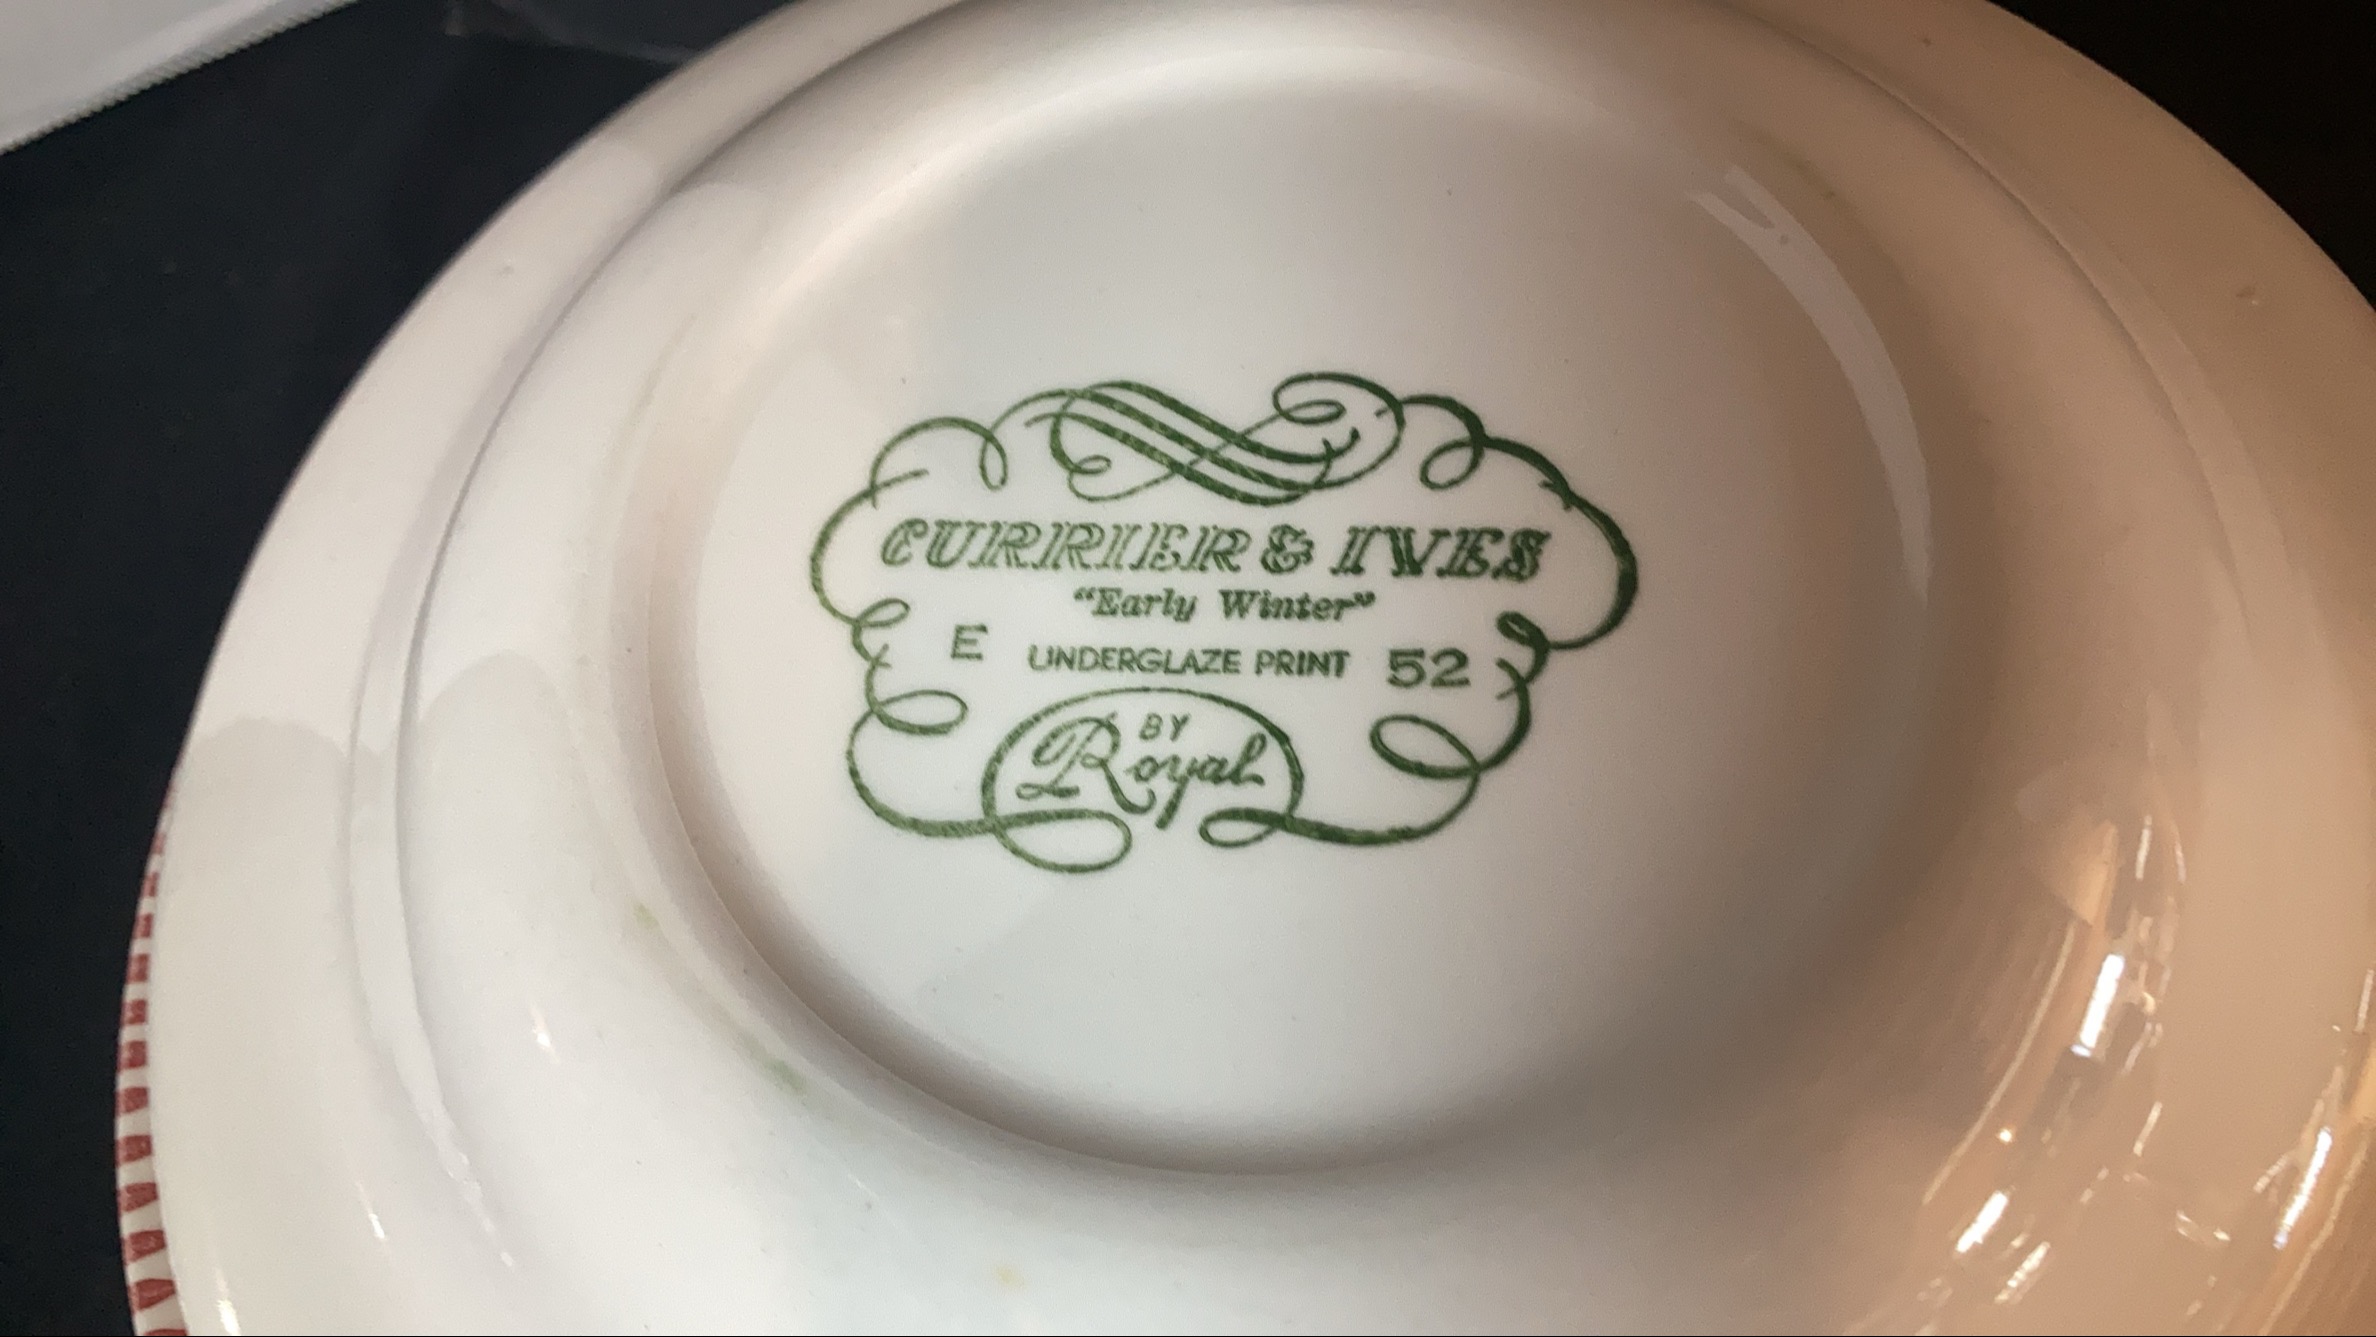 CURRIER & IVES
"Early Winter"
E UNDERGLAZE PRINT 52
BY
Royal